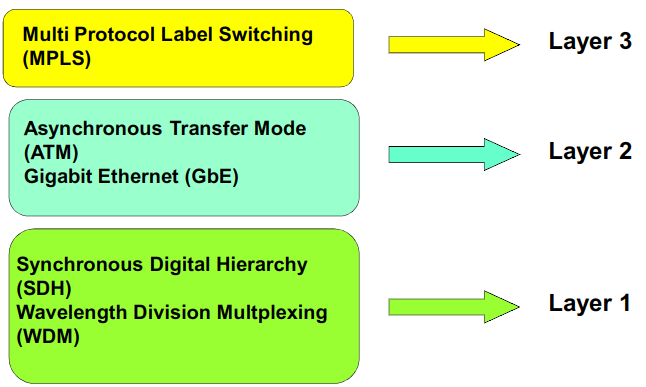 Multi Protocol Label Switching
(MPLS)
Layer 3
Asynchronous Transfer Mode
(ATM)
Gigabit Ethernet (GbE)
Layer 2
Synchronous Digital Hierarchy
(SDH)
Wavelength Division Multplexing
(WDM)
Layer 1